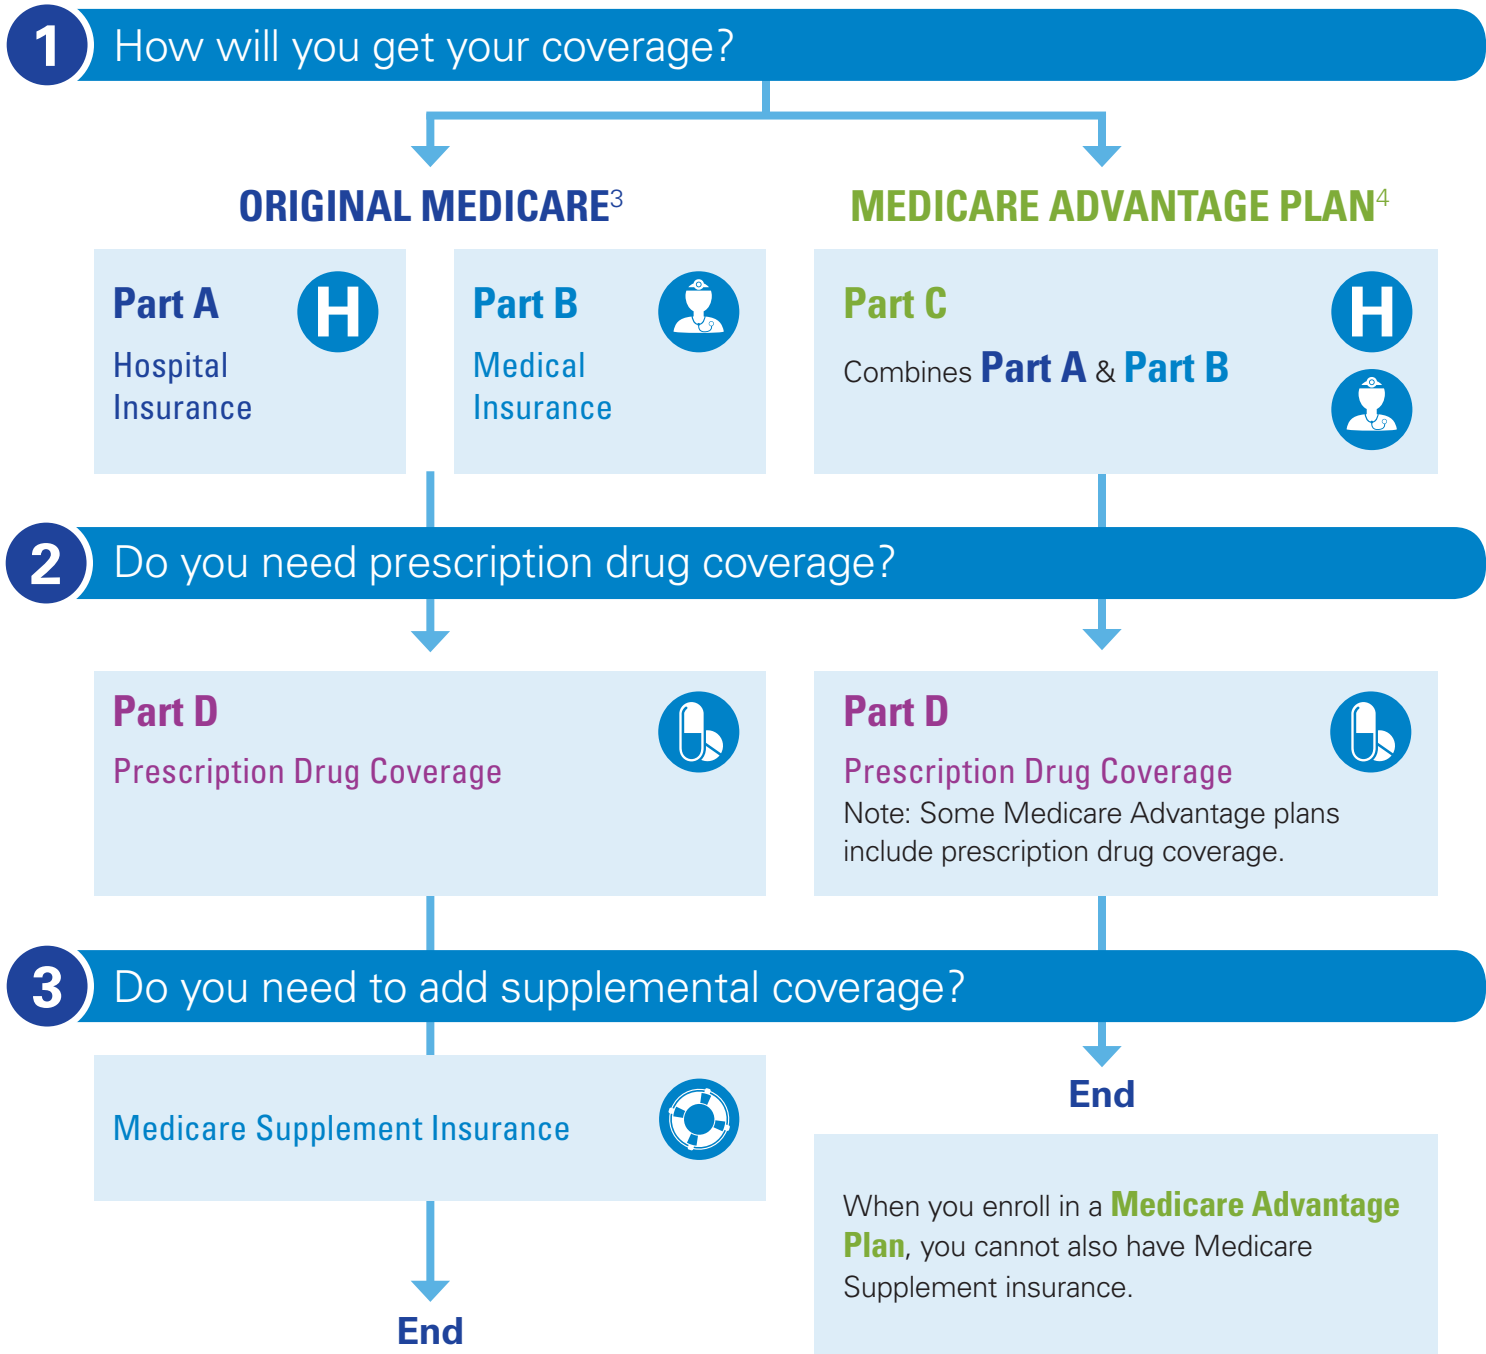 1 How will you get your coverage?
ORIGINAL MEDICARE3
MEDICARE ADVANTAGE PLAN4
Part A
Hospital
Insurance
H
Part B
Medical
Insurance
Part C
Combines Part A & Part B
H
2 Do you need prescription drug coverage?
Part D
Prescription Drug Coverage
Part D
Prescription Drug Coverage
Note: Some Medicare Advantage plans
include prescription drug coverage.
3 Do you need to add supplemental coverage?
Medicare Supplement Insurance
End
End
When you enroll in a Medicare Advantage
Plan, you cannot also have Medicare
Supplement insurance.